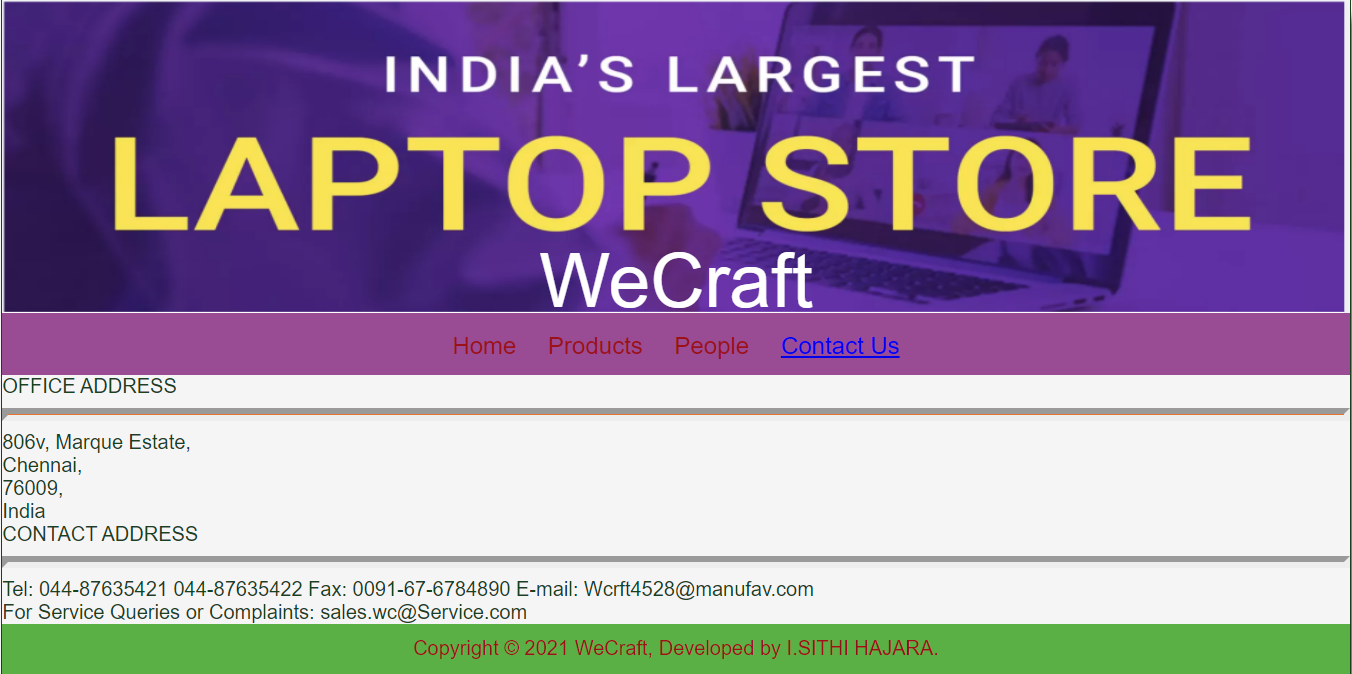 INDIA'S LARGEST
LAPTOP STORE
WeCraft
Home Products People Contact Us
OFFICE ADDRESS
806v, Marque Estate,
Chennai,
76009,
India
CONTACT ADDRESS
Tel: 044-87635421 044-87635422 Fax: 0091-67-6784890 E-mail: Wcrft4528@manufav.com
For Service Queries or Complaints: sales.wc@Service.com
Copyright © 2021 WeCraft, Developed by I.SITHI HAJARA.